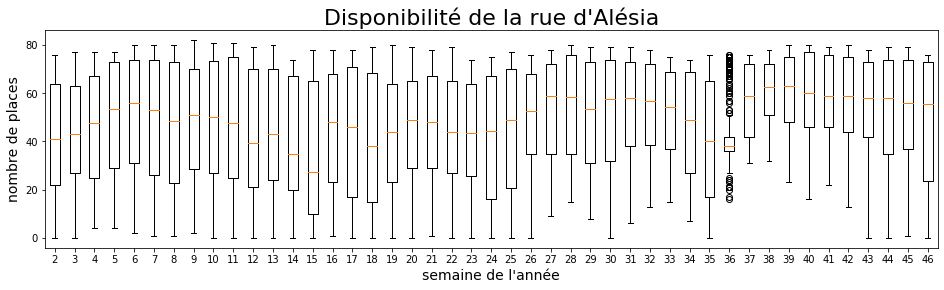 Disponibilité de la rue d'Alésia
nombre de places
80
60
40
20
0
2 3 4 5 6 7 8 9 10 11 12 13 14 15 16 17 18 19 20 21 22 23 24 25 26 27 28 29 30 31 32 33 34 35 36 37 38 39 40 41 42 43 44 45 46
semaine de l'année